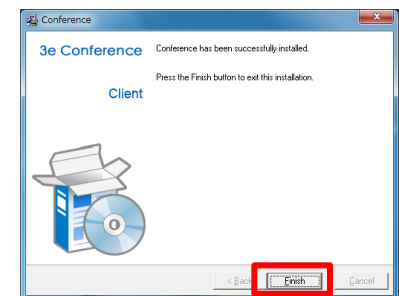 Conference
3e Conference
Client
Conference has been successfully installed.
Press the Finish button to exit this installation.
< Back
Finish
Cancel